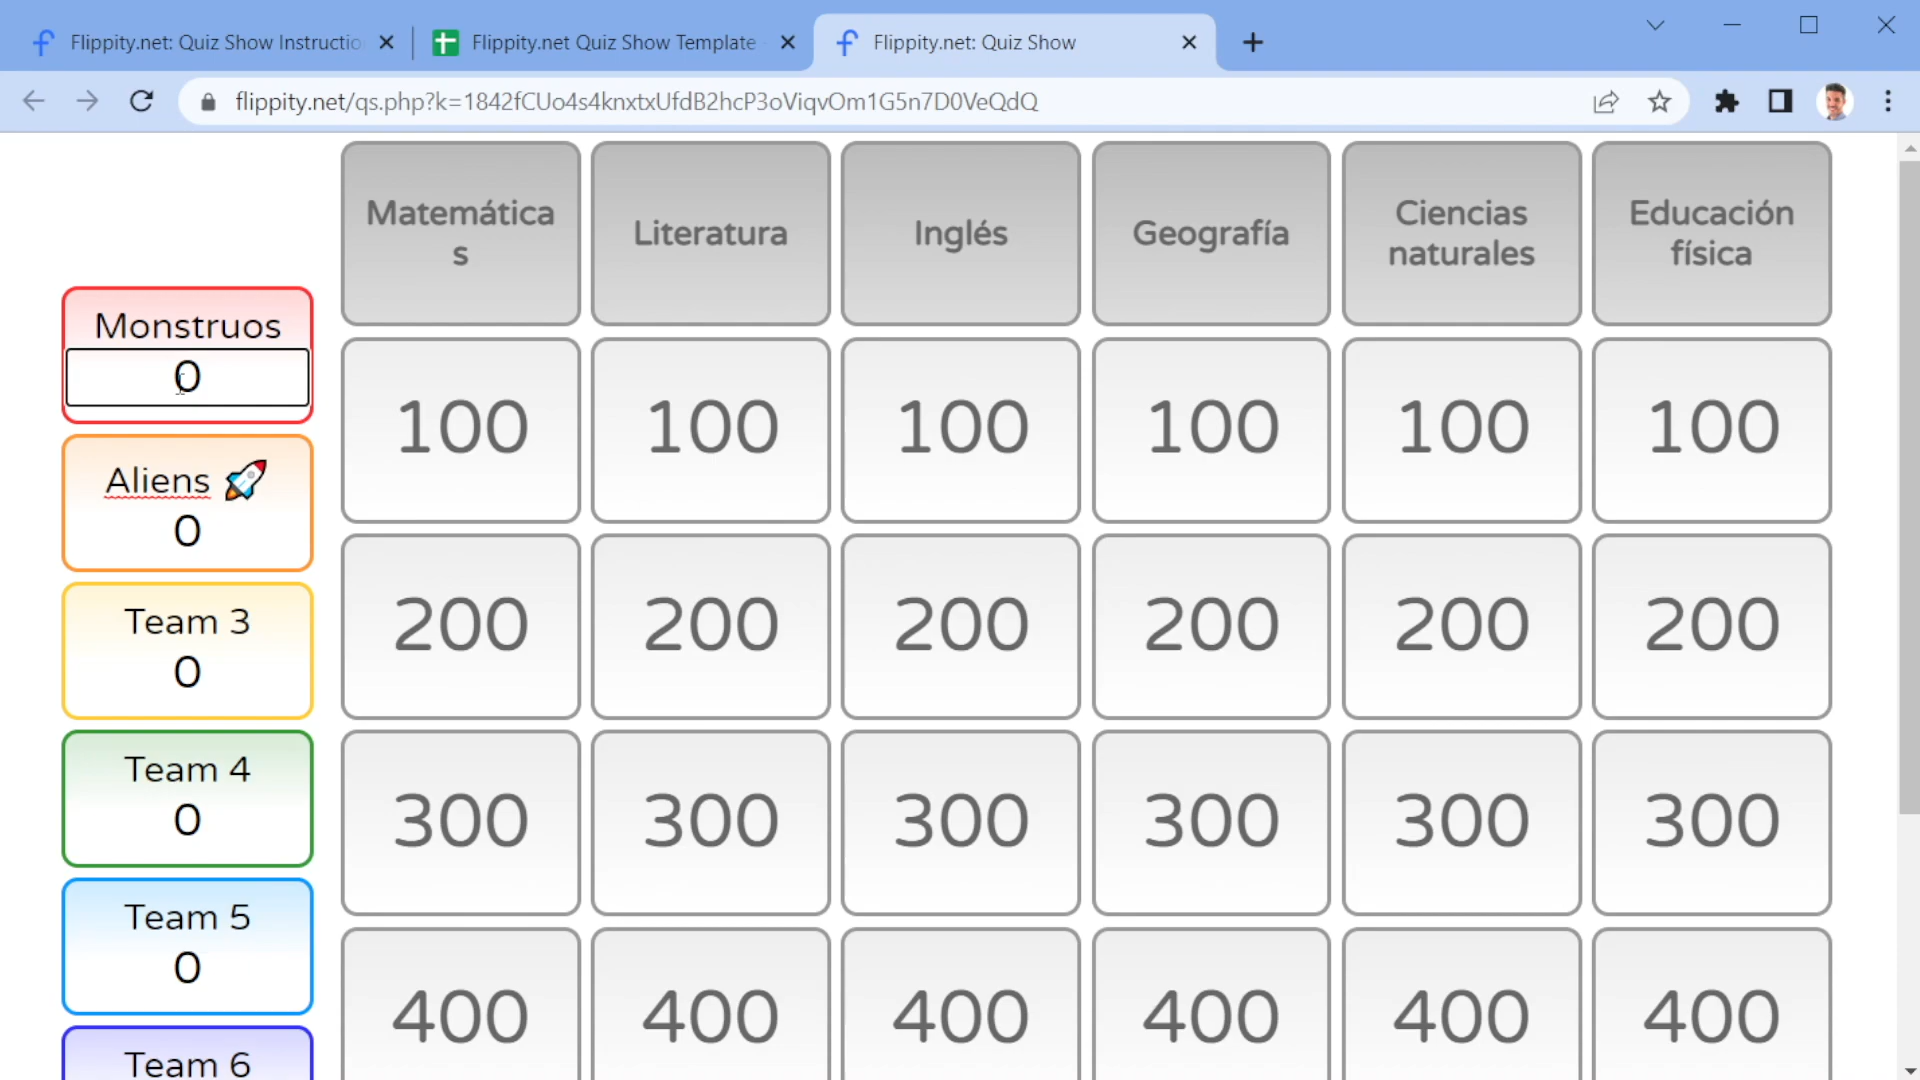 Flippity.net: Quiz Show Instructio
Flippity.net Quiz Show Template
Flippity.net: Quiz Show
flippity.net/qs.php?k=1842fCUo4s4knxtxUfdB2hcP3oViqvOm1G5n7D0VeQdQ
Matemática
s
Literatura
Inglés
Geografía
Ciencias
naturales
Educación
física
Monstruos
0
Aliens 🚀
0
Team 3
0
Team 4
0
Team 5
0
Team 6
100 100 100 100 100 100
200 200 200 200 200 200
300 300 300 300 300 300
400 400 400 400 400 400